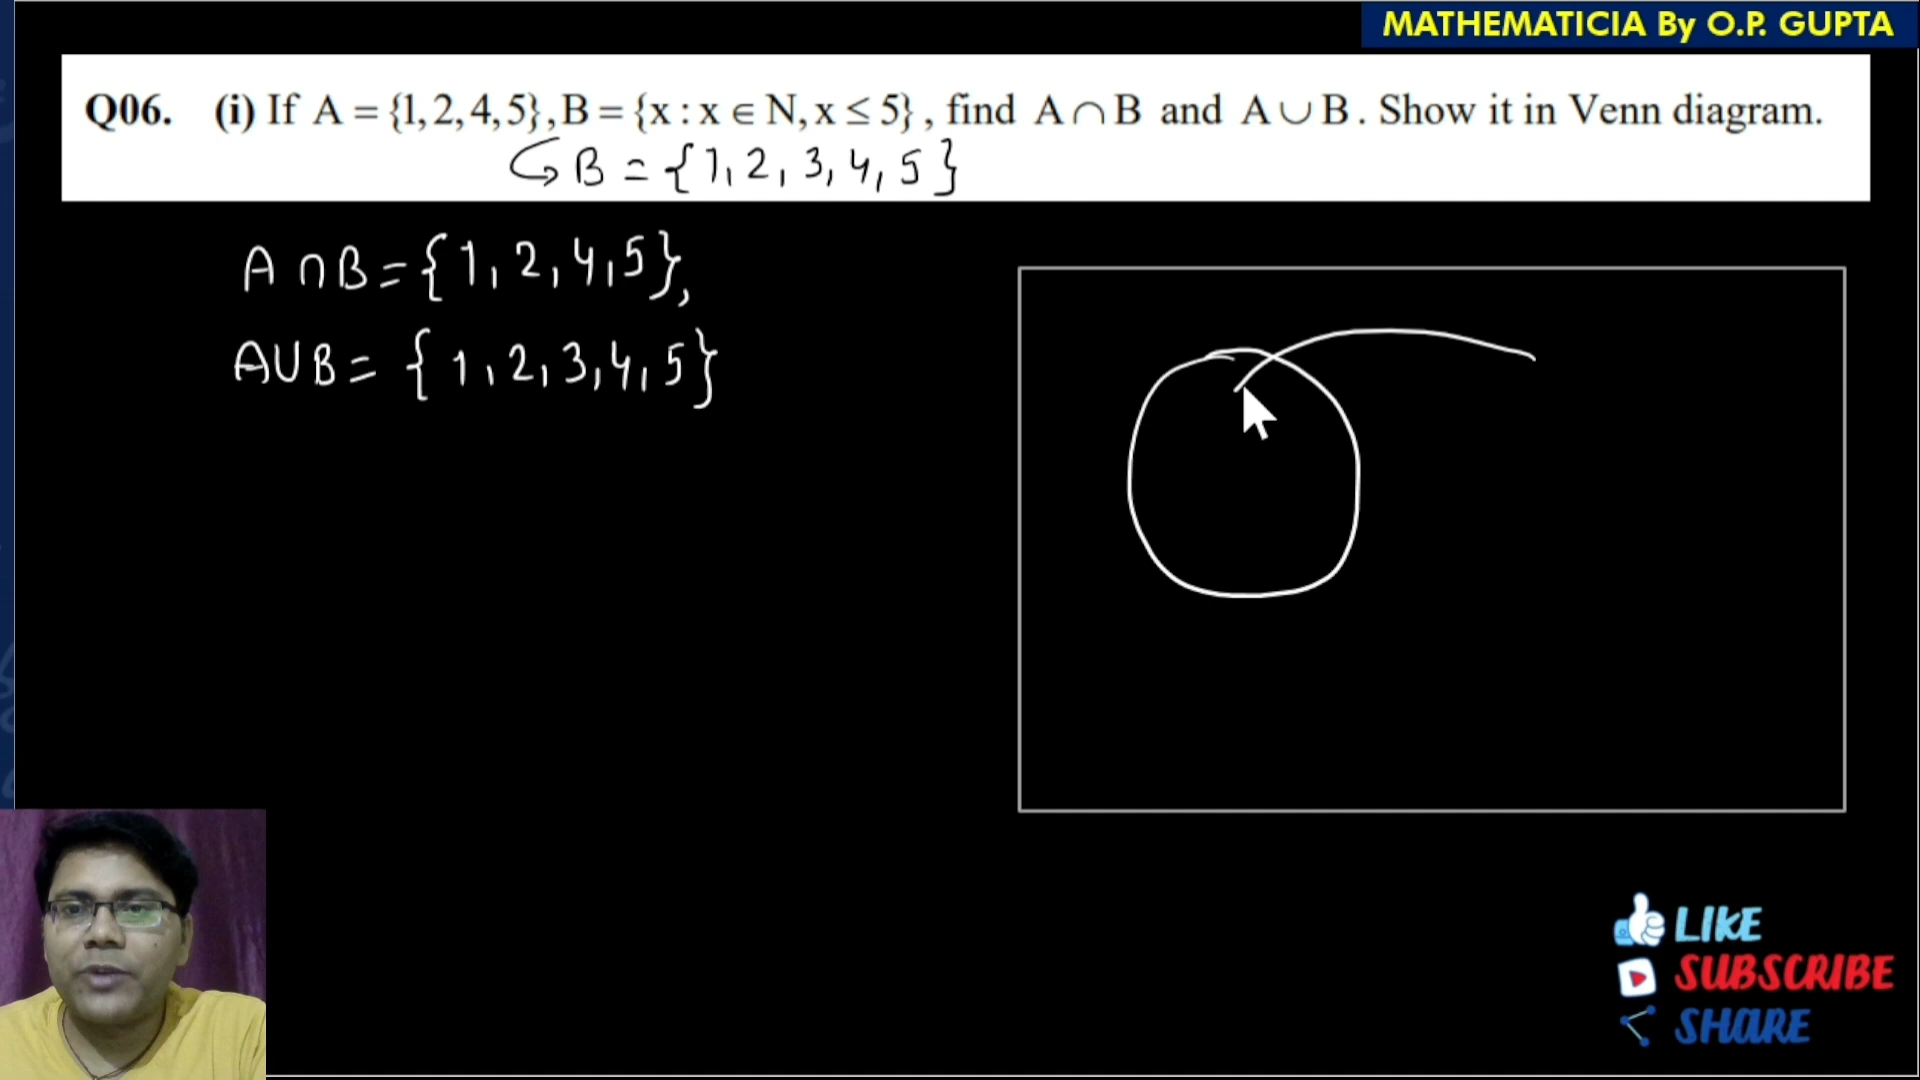 MATHEMATICIA By O.P. GUPTA
Q06. (i) If A = {1, 2, 4, 5}, B = {x : x ∈ N, x ≤ 5}, find A ∩ B and A ∪ B. Show it in Venn diagram.
↪ B = {1, 2, 3, 4, 5}
A ∩ B = {1, 2, 4, 5},
A ∪ B = {1, 2, 3, 4, 5}
LIKE
SUBSCRIBE
SHARE